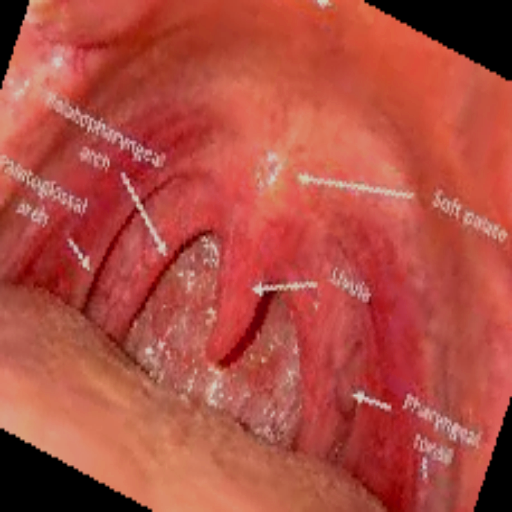 Palatopharyngeal
arch
Palatoglossal
arch
Soft palate
Uvula
Pharyngeal
tonsil